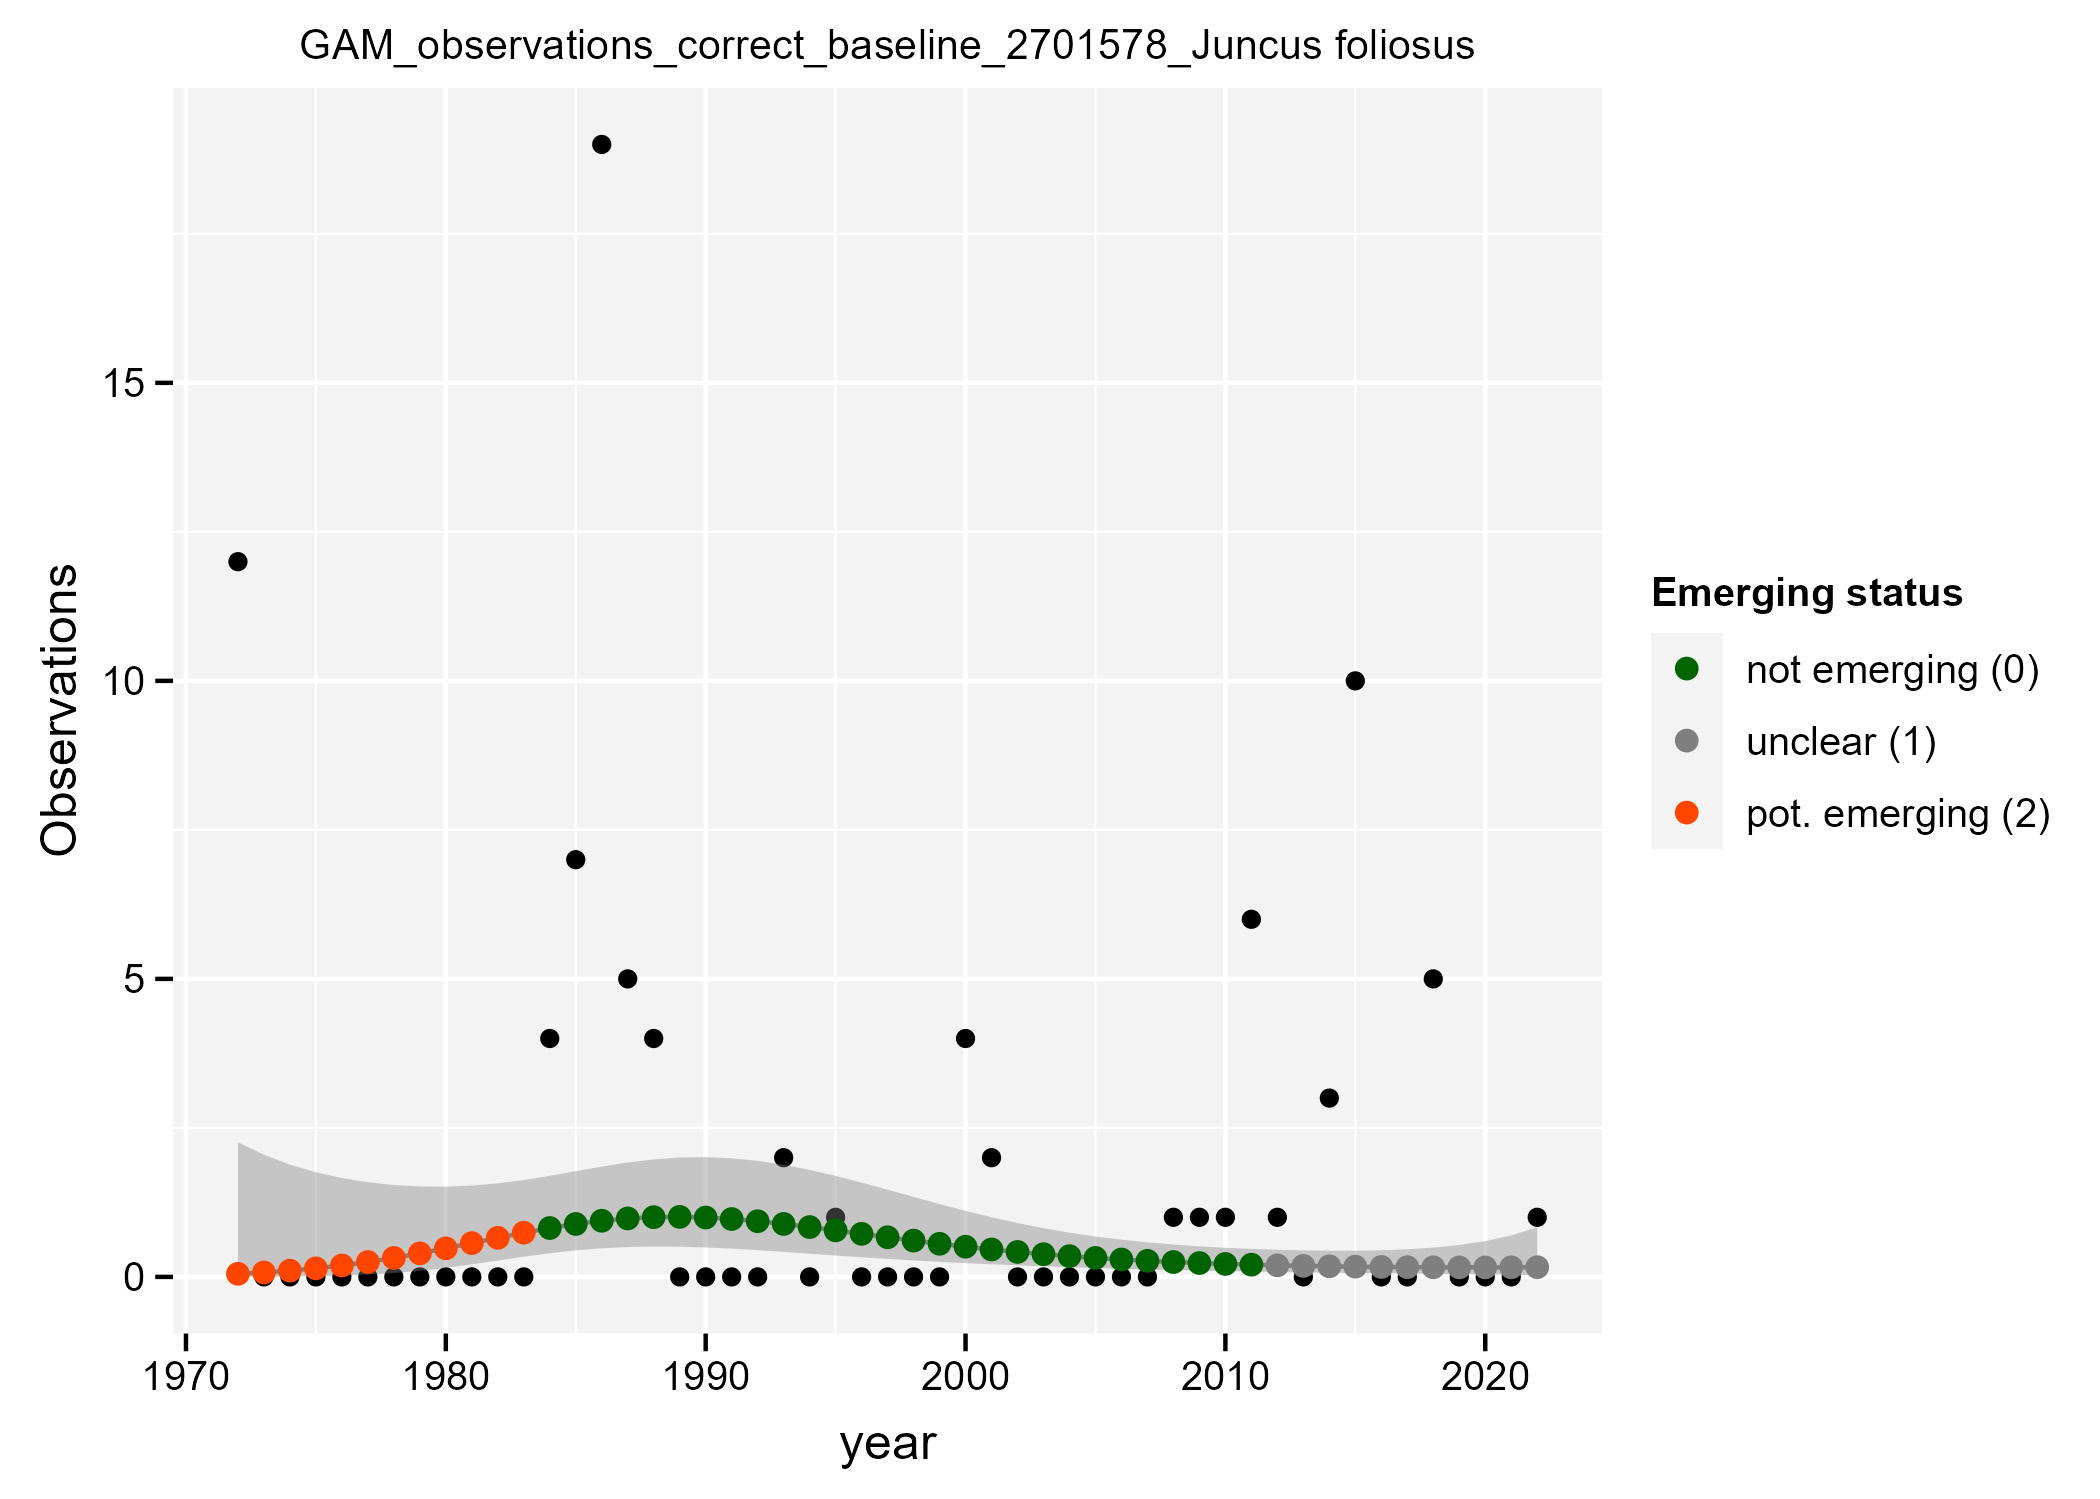 GAM_observations_correct_baseline_2701578_Juncus foliosus
Observations
15
10
5
0
1970
1980
1990
2000
2010
2020
year
Emerging status
not emerging (0)
unclear (1)
pot. emerging (2)